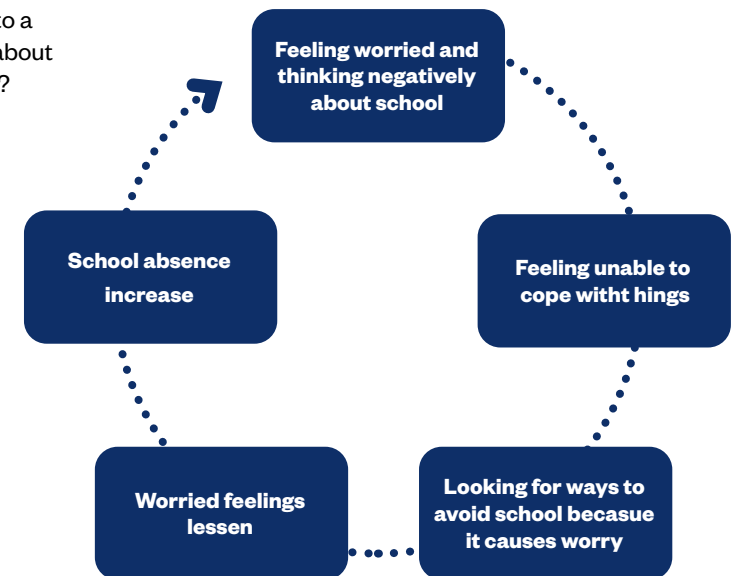 to a
about
?
Feeling worried and
thinking negatively
about school
Feeling unable to
cope witht hings
Looking for ways to
avoid school becasue
it causes worry
Worried feelings
lessen
School absence
increase